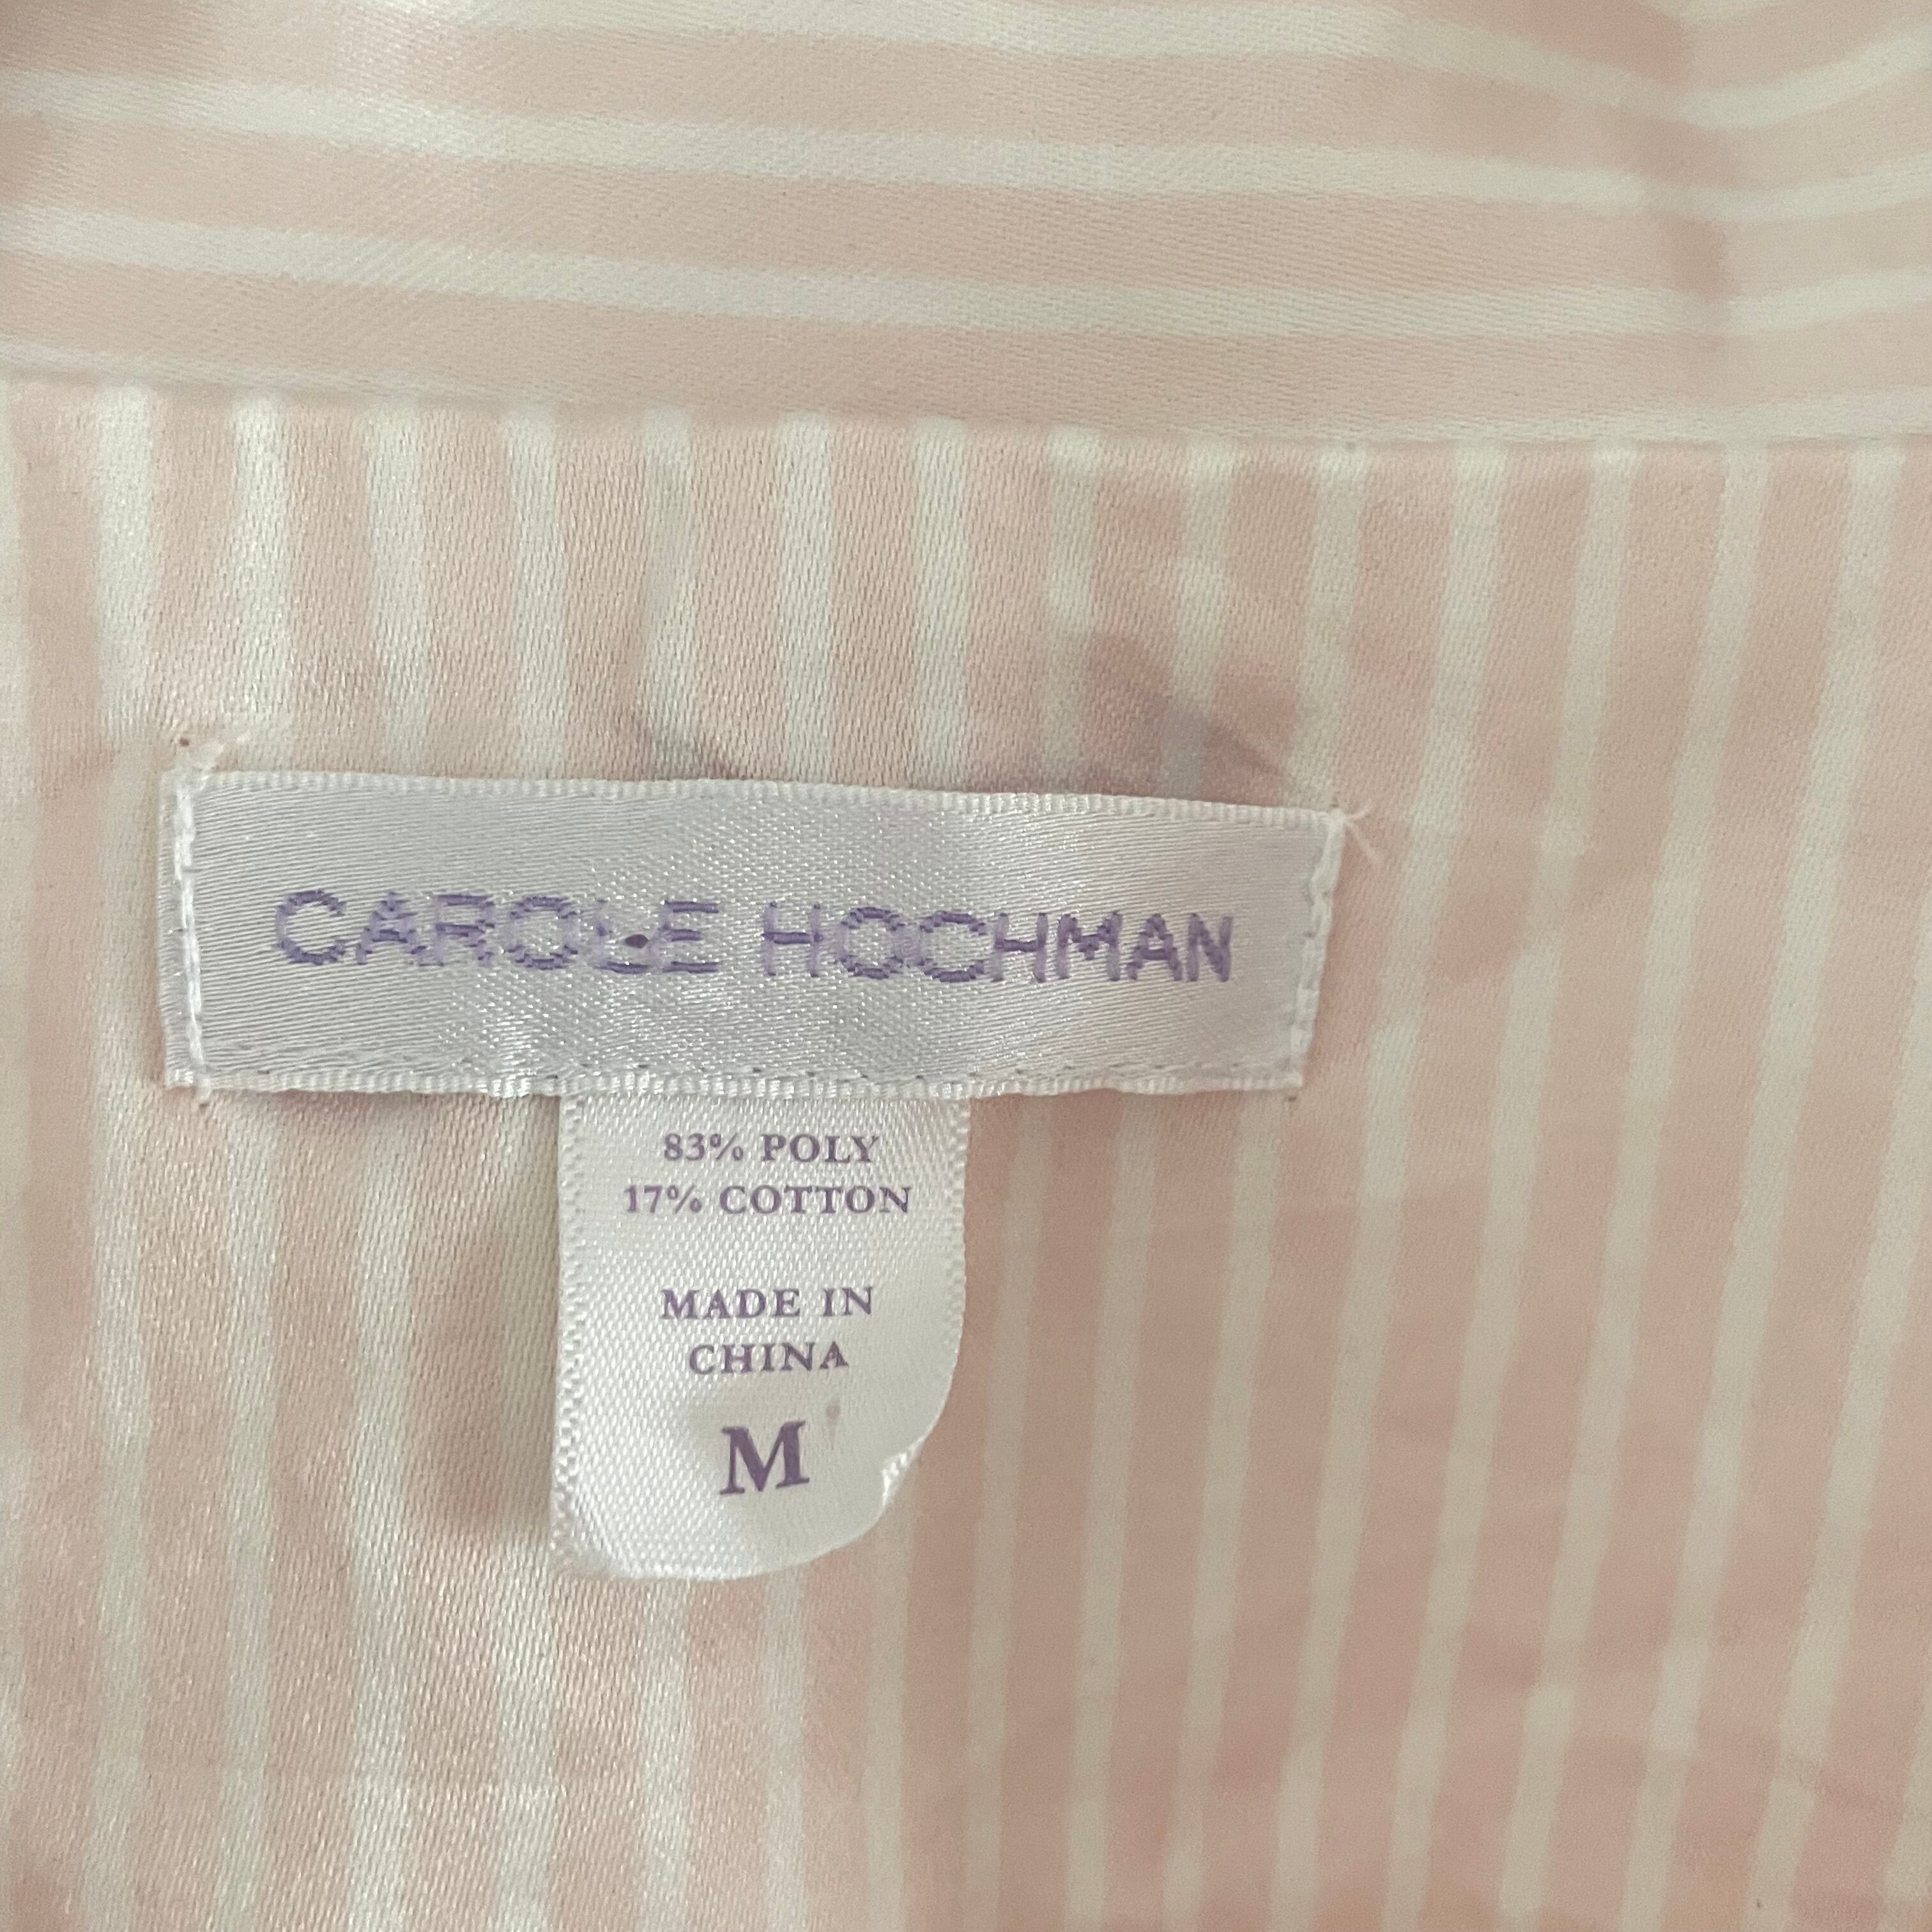 CAROLE HOCHMAN
83% POLY
17% COTTON
MADE IN
CHINA
M